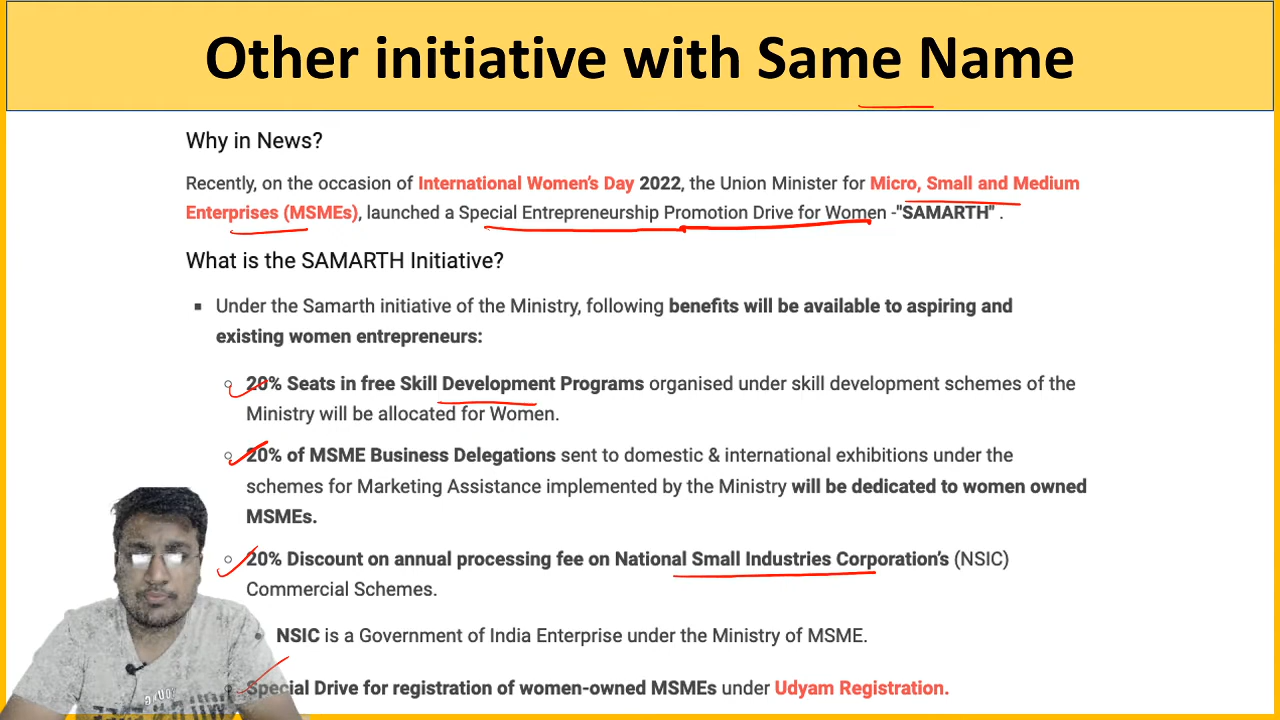 Other initiative with Same Name
Why in News?
Recently, on the occasion of International Women's Day 2022, the Union Minister for Micro, Small and Medium
Enterprises (MSMEs), launched a Special Entrepreneurship Promotion Drive for Women -"SAMARTH" .
What is the SAMARTH Initiative?
▪ Under the Samarth initiative of the Ministry, following benefits will be available to aspiring and
existing women entrepreneurs:
○ 20% Seats in free Skill Development Programs organised under skill development schemes of the
Ministry will be allocated for Women.
○ 20% of MSME Business Delegations sent to domestic & international exhibitions under the
schemes for Marketing Assistance implemented by the Ministry will be dedicated to women owned
MSMEs.
○ 20% Discount on annual processing fee on National Small Industries Corporation's (NSIC)
Commercial Schemes.
● NSIC is a Government of India Enterprise under the Ministry of MSME.
Special Drive for registration of women-owned MSMEs under Udyam Registration.